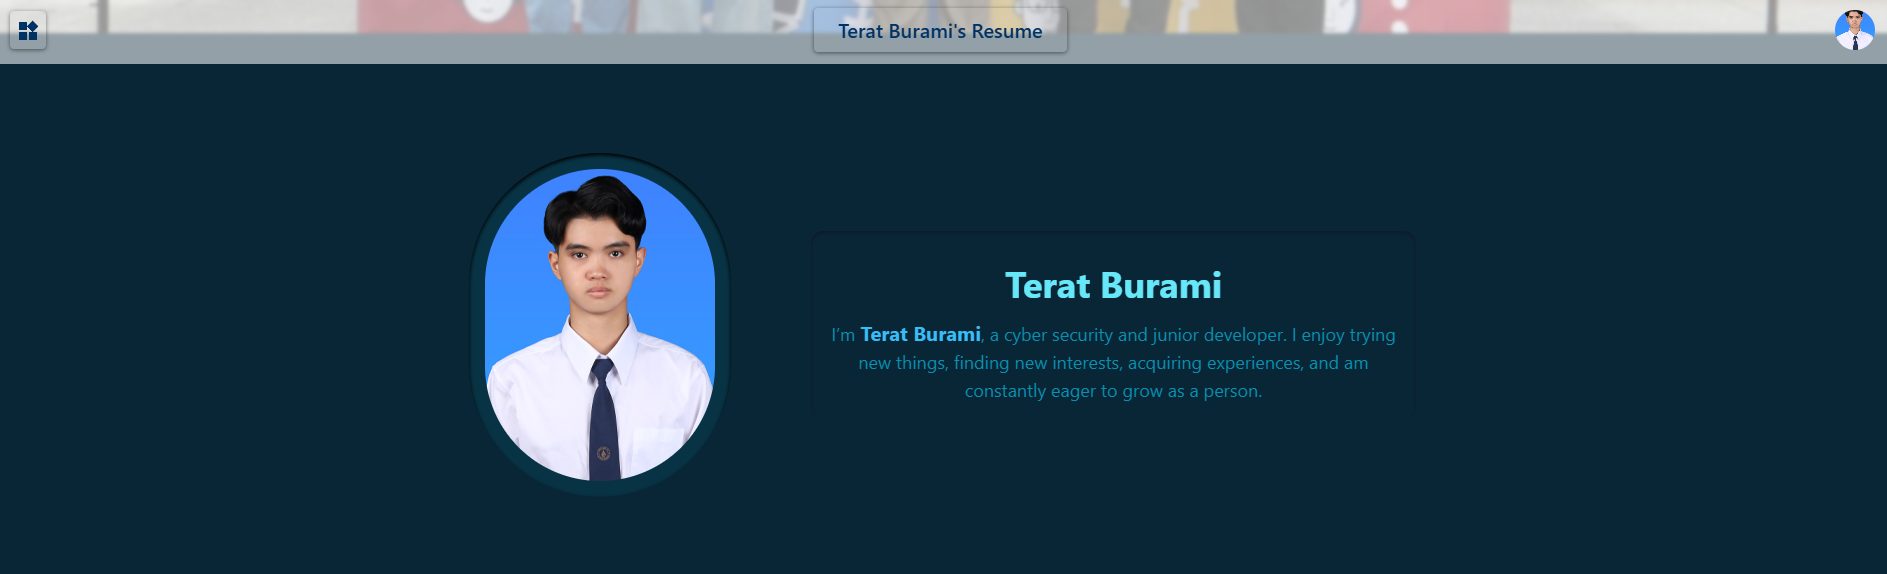 Terat Burami's Resume
Terat Burami
I'm Terat Burami, a cyber security and junior developer. I enjoy trying
new things, finding new interests, acquiring experiences, and am
constantly eager to grow as a person.